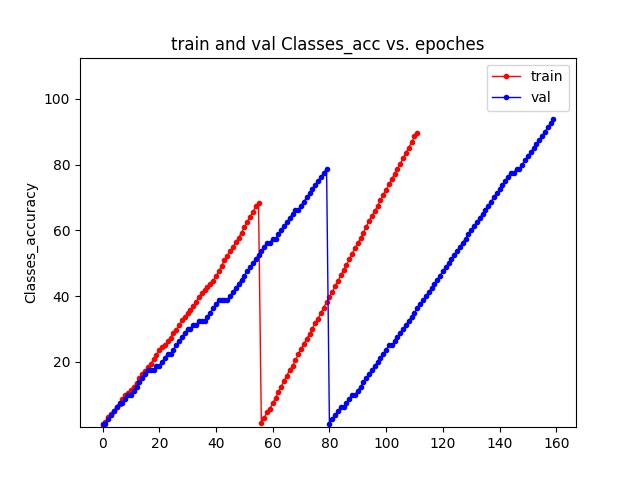 train and val Classes_acc vs. epoches
train
val
Classes_accuracy
100
80
60
40
20
0 20 40 60 80 100 120 140 160